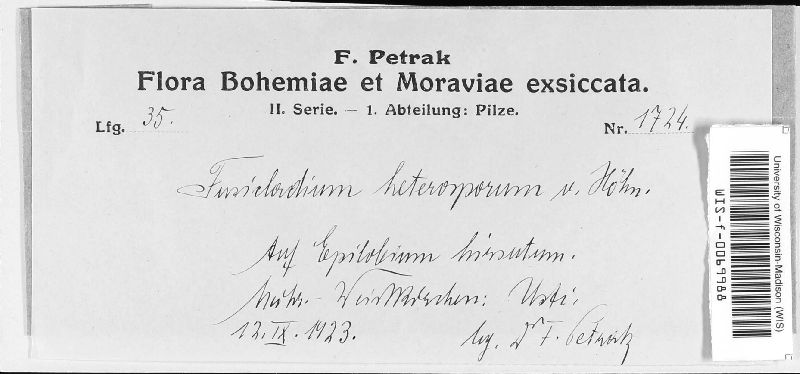 F. Petrak
Flora Bohemiae et Moraviae exsiccata.
II. Serie. — 1. Abteilung: Pilze.
Lfg. 35.
Nr. 1724.
Fusicladium heterosporum v. Höhn.
Auf Epilobium hirsutum.
Mähr.-Weisskirchen: Usti.
12.IX.1923.
leg. Dr F. Petrak
University of Wisconsin-Madison (WIS)
WIS-f-0069988